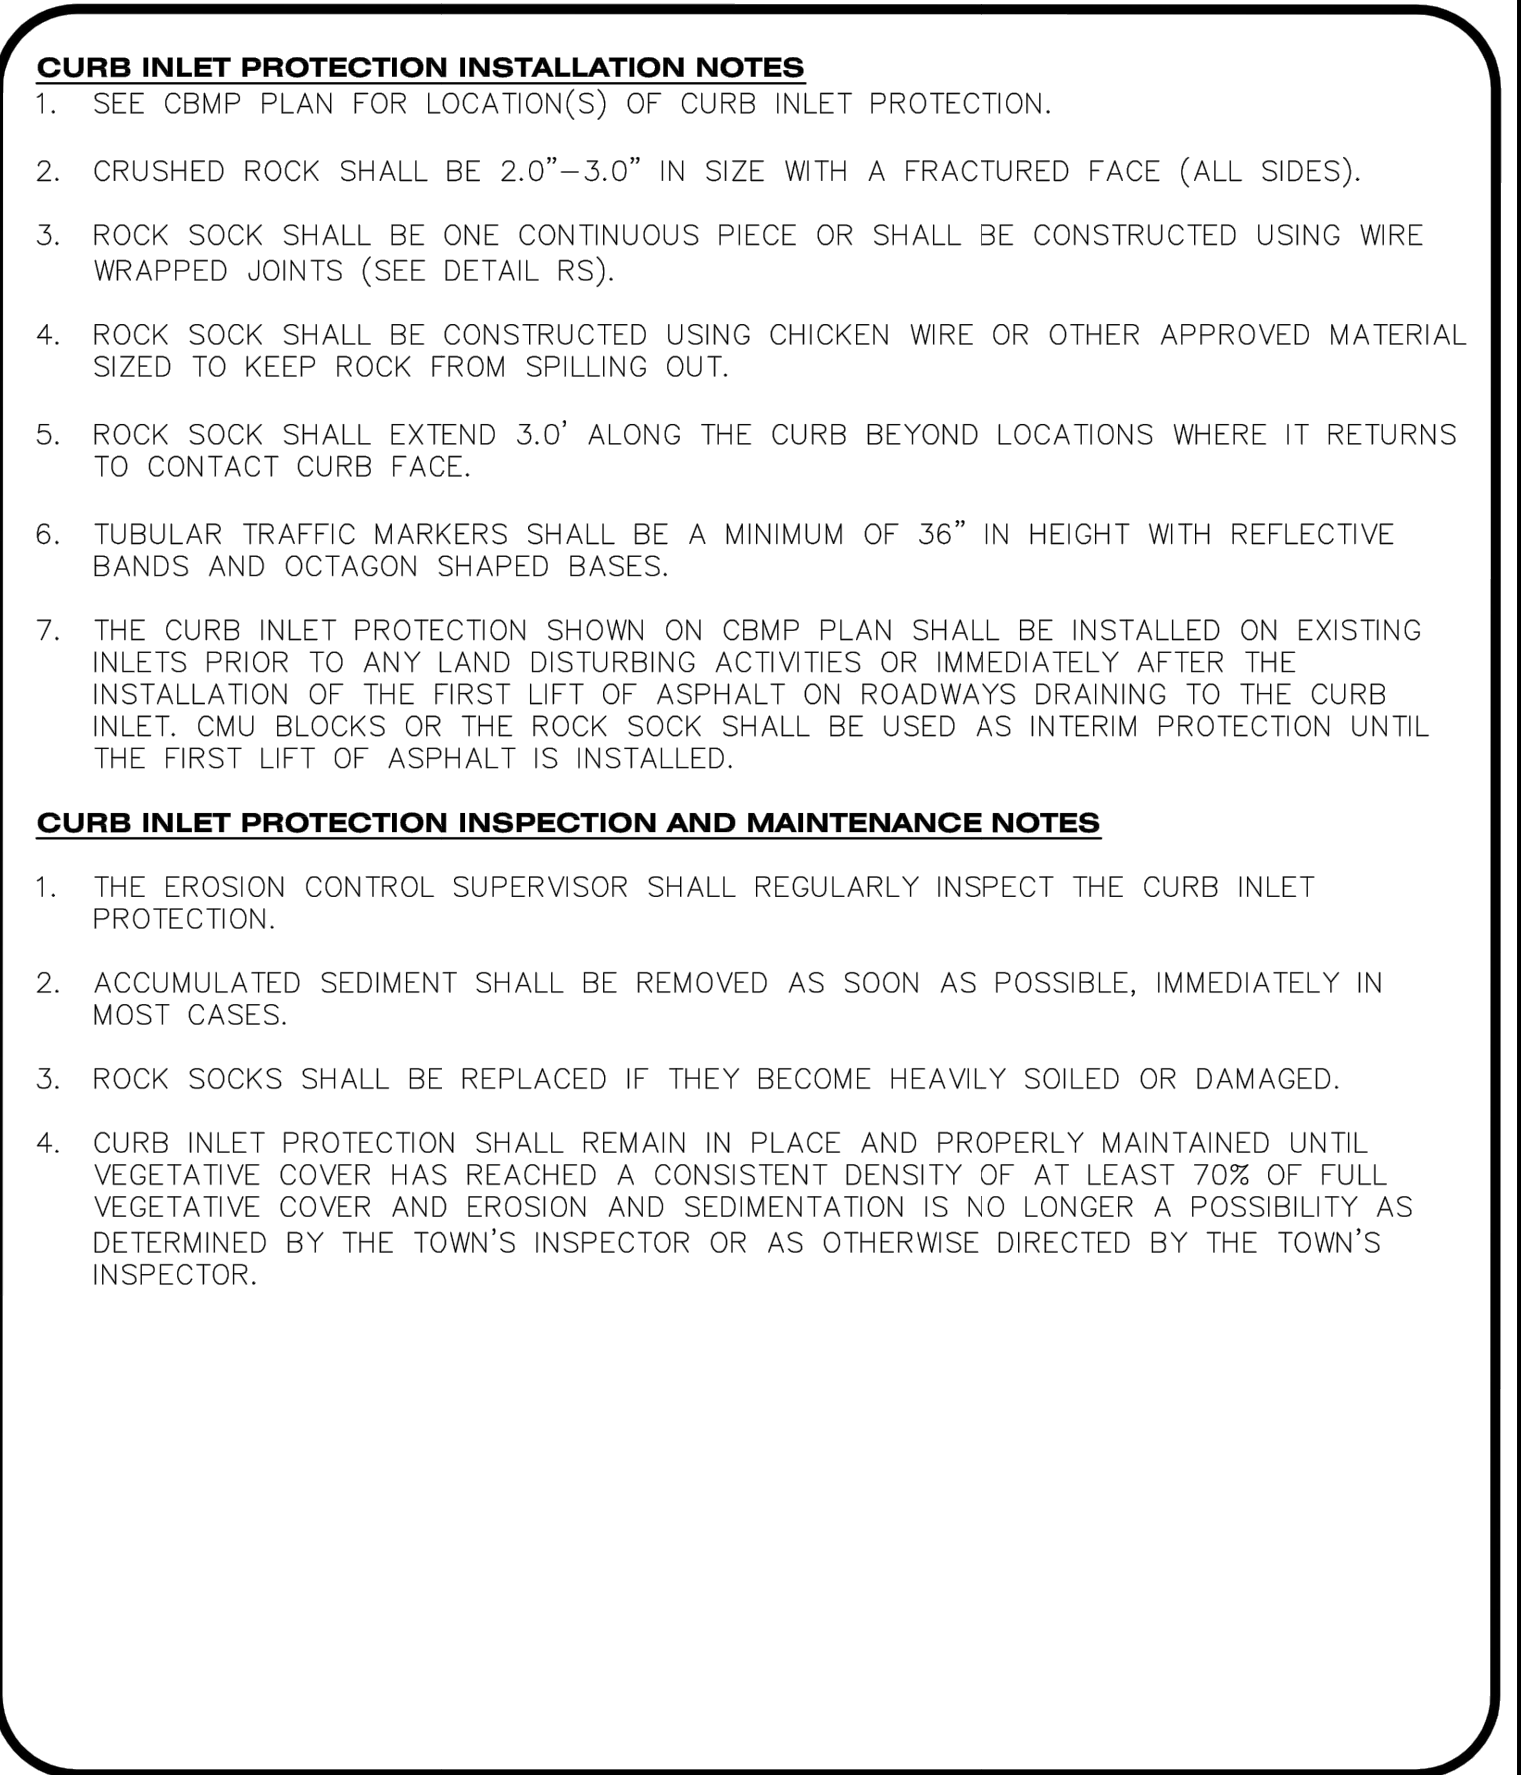 CURB INLET PROTECTION INSTALLATION NOTES
1. SEE CBMP PLAN FOR LOCATION(S) OF CURB INLET PROTECTION.
2. CRUSHED ROCK SHALL BE 2.0"–3.0" IN SIZE WITH A FRACTURED FACE (ALL SIDES).
3. ROCK SOCK SHALL BE ONE CONTINUOUS PIECE OR SHALL BE CONSTRUCTED USING WIRE
WRAPPED JOINTS (SEE DETAIL RS).
4. ROCK SOCK SHALL BE CONSTRUCTED USING CHICKEN WIRE OR OTHER APPROVED MATERIAL
SIZED TO KEEP ROCK FROM SPILLING OUT.
5. ROCK SOCK SHALL EXTEND 3.0' ALONG THE CURB BEYOND LOCATIONS WHERE IT RETURNS
TO CONTACT CURB FACE.
6. TUBULAR TRAFFIC MARKERS SHALL BE A MINIMUM OF 36" IN HEIGHT WITH REFLECTIVE
BANDS AND OCTAGON SHAPED BASES.
7. THE CURB INLET PROTECTION SHOWN ON CBMP PLAN SHALL BE INSTALLED ON EXISTING
INLETS PRIOR TO ANY LAND DISTURBING ACTIVITIES OR IMMEDIATELY AFTER THE
INSTALLATION OF THE FIRST LIFT OF ASPHALT ON ROADWAYS DRAINING TO THE CURB
INLET. CMU BLOCKS OR THE ROCK SOCK SHALL BE USED AS INTERIM PROTECTION UNTIL
THE FIRST LIFT OF ASPHALT IS INSTALLED.
CURB INLET PROTECTION INSPECTION AND MAINTENANCE NOTES
1. THE EROSION CONTROL SUPERVISOR SHALL REGULARLY INSPECT THE CURB INLET
PROTECTION.
2. ACCUMULATED SEDIMENT SHALL BE REMOVED AS SOON AS POSSIBLE, IMMEDIATELY IN
MOST CASES.
3. ROCK SOCKS SHALL BE REPLACED IF THEY BECOME HEAVILY SOILED OR DAMAGED.
4. CURB INLET PROTECTION SHALL REMAIN IN PLACE AND PROPERLY MAINTAINED UNTIL
VEGETATIVE COVER HAS REACHED A CONSISTENT DENSITY OF AT LEAST 70% OF FULL
VEGETATIVE COVER AND EROSION AND SEDIMENTATION IS NO LONGER A POSSIBILITY AS
DETERMINED BY THE TOWN'S INSPECTOR OR AS OTHERWISE DIRECTED BY THE TOWN'S
INSPECTOR.